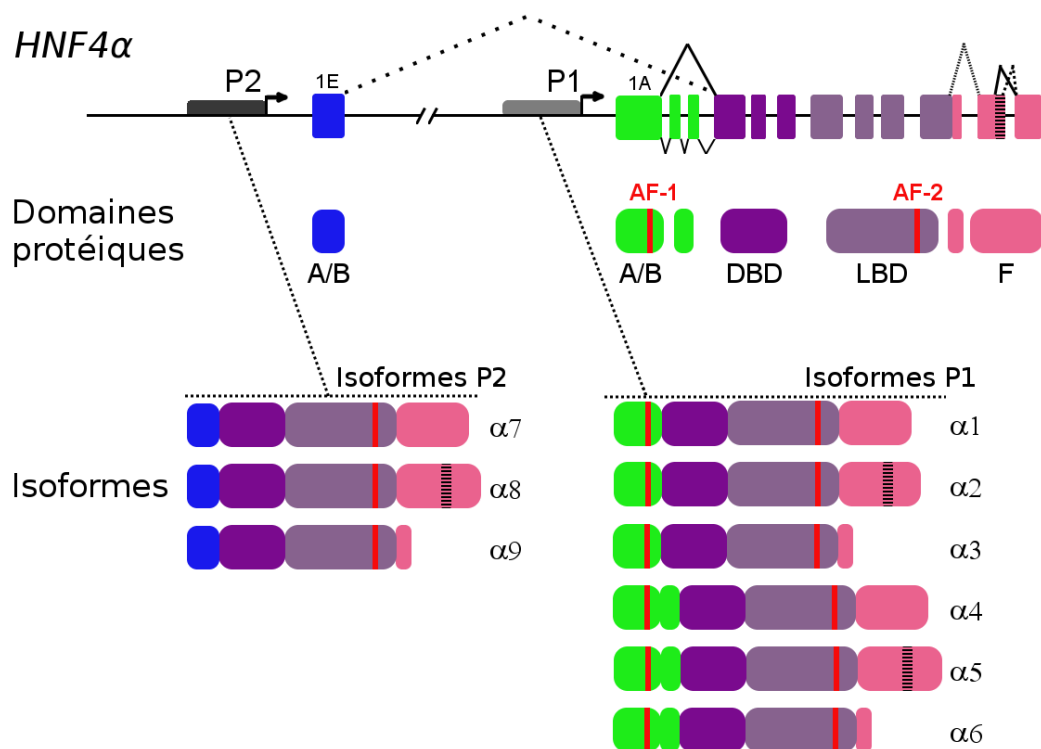 HNF4α
P2
1E
P1
1A
Domaines
protéiques
AF-1
AF-2
A/B
A/B
DBD
LBD
F
Isoformes P2
Isoformes P1
Isoformes
α7
α8
α9
α1
α2
α3
α4
α5
α6